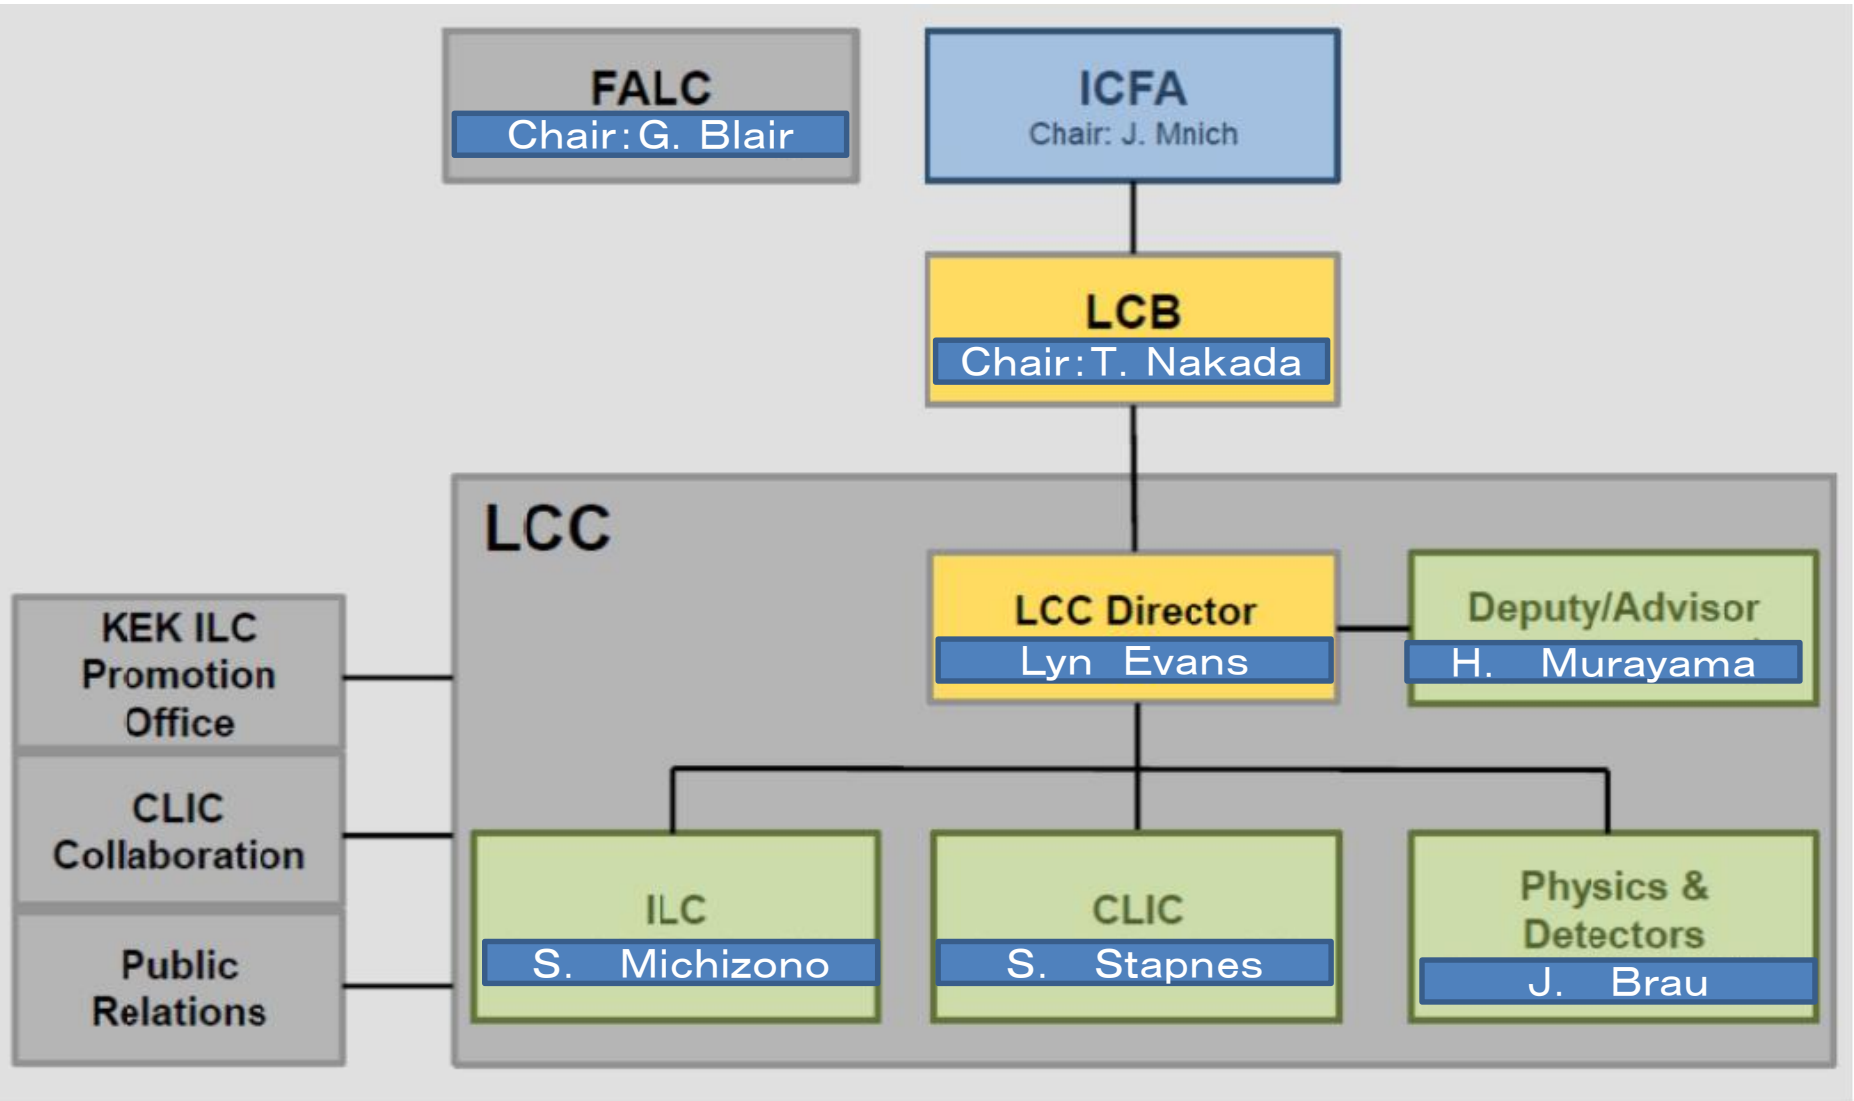 FALC
Chair:G. Blair
ICFA
Chair: J. Mnich
LCB
Chair:T. Nakada
LCC
LCC Director
Lyn Evans
Deputy/Advisor
H. Murayama
KEK ILC
Promotion
Office
CLIC
Collaboration
Public
Relations
ILC
S. Michizono
CLIC
S. Stapnes
Physics &
Detectors
J. Brau